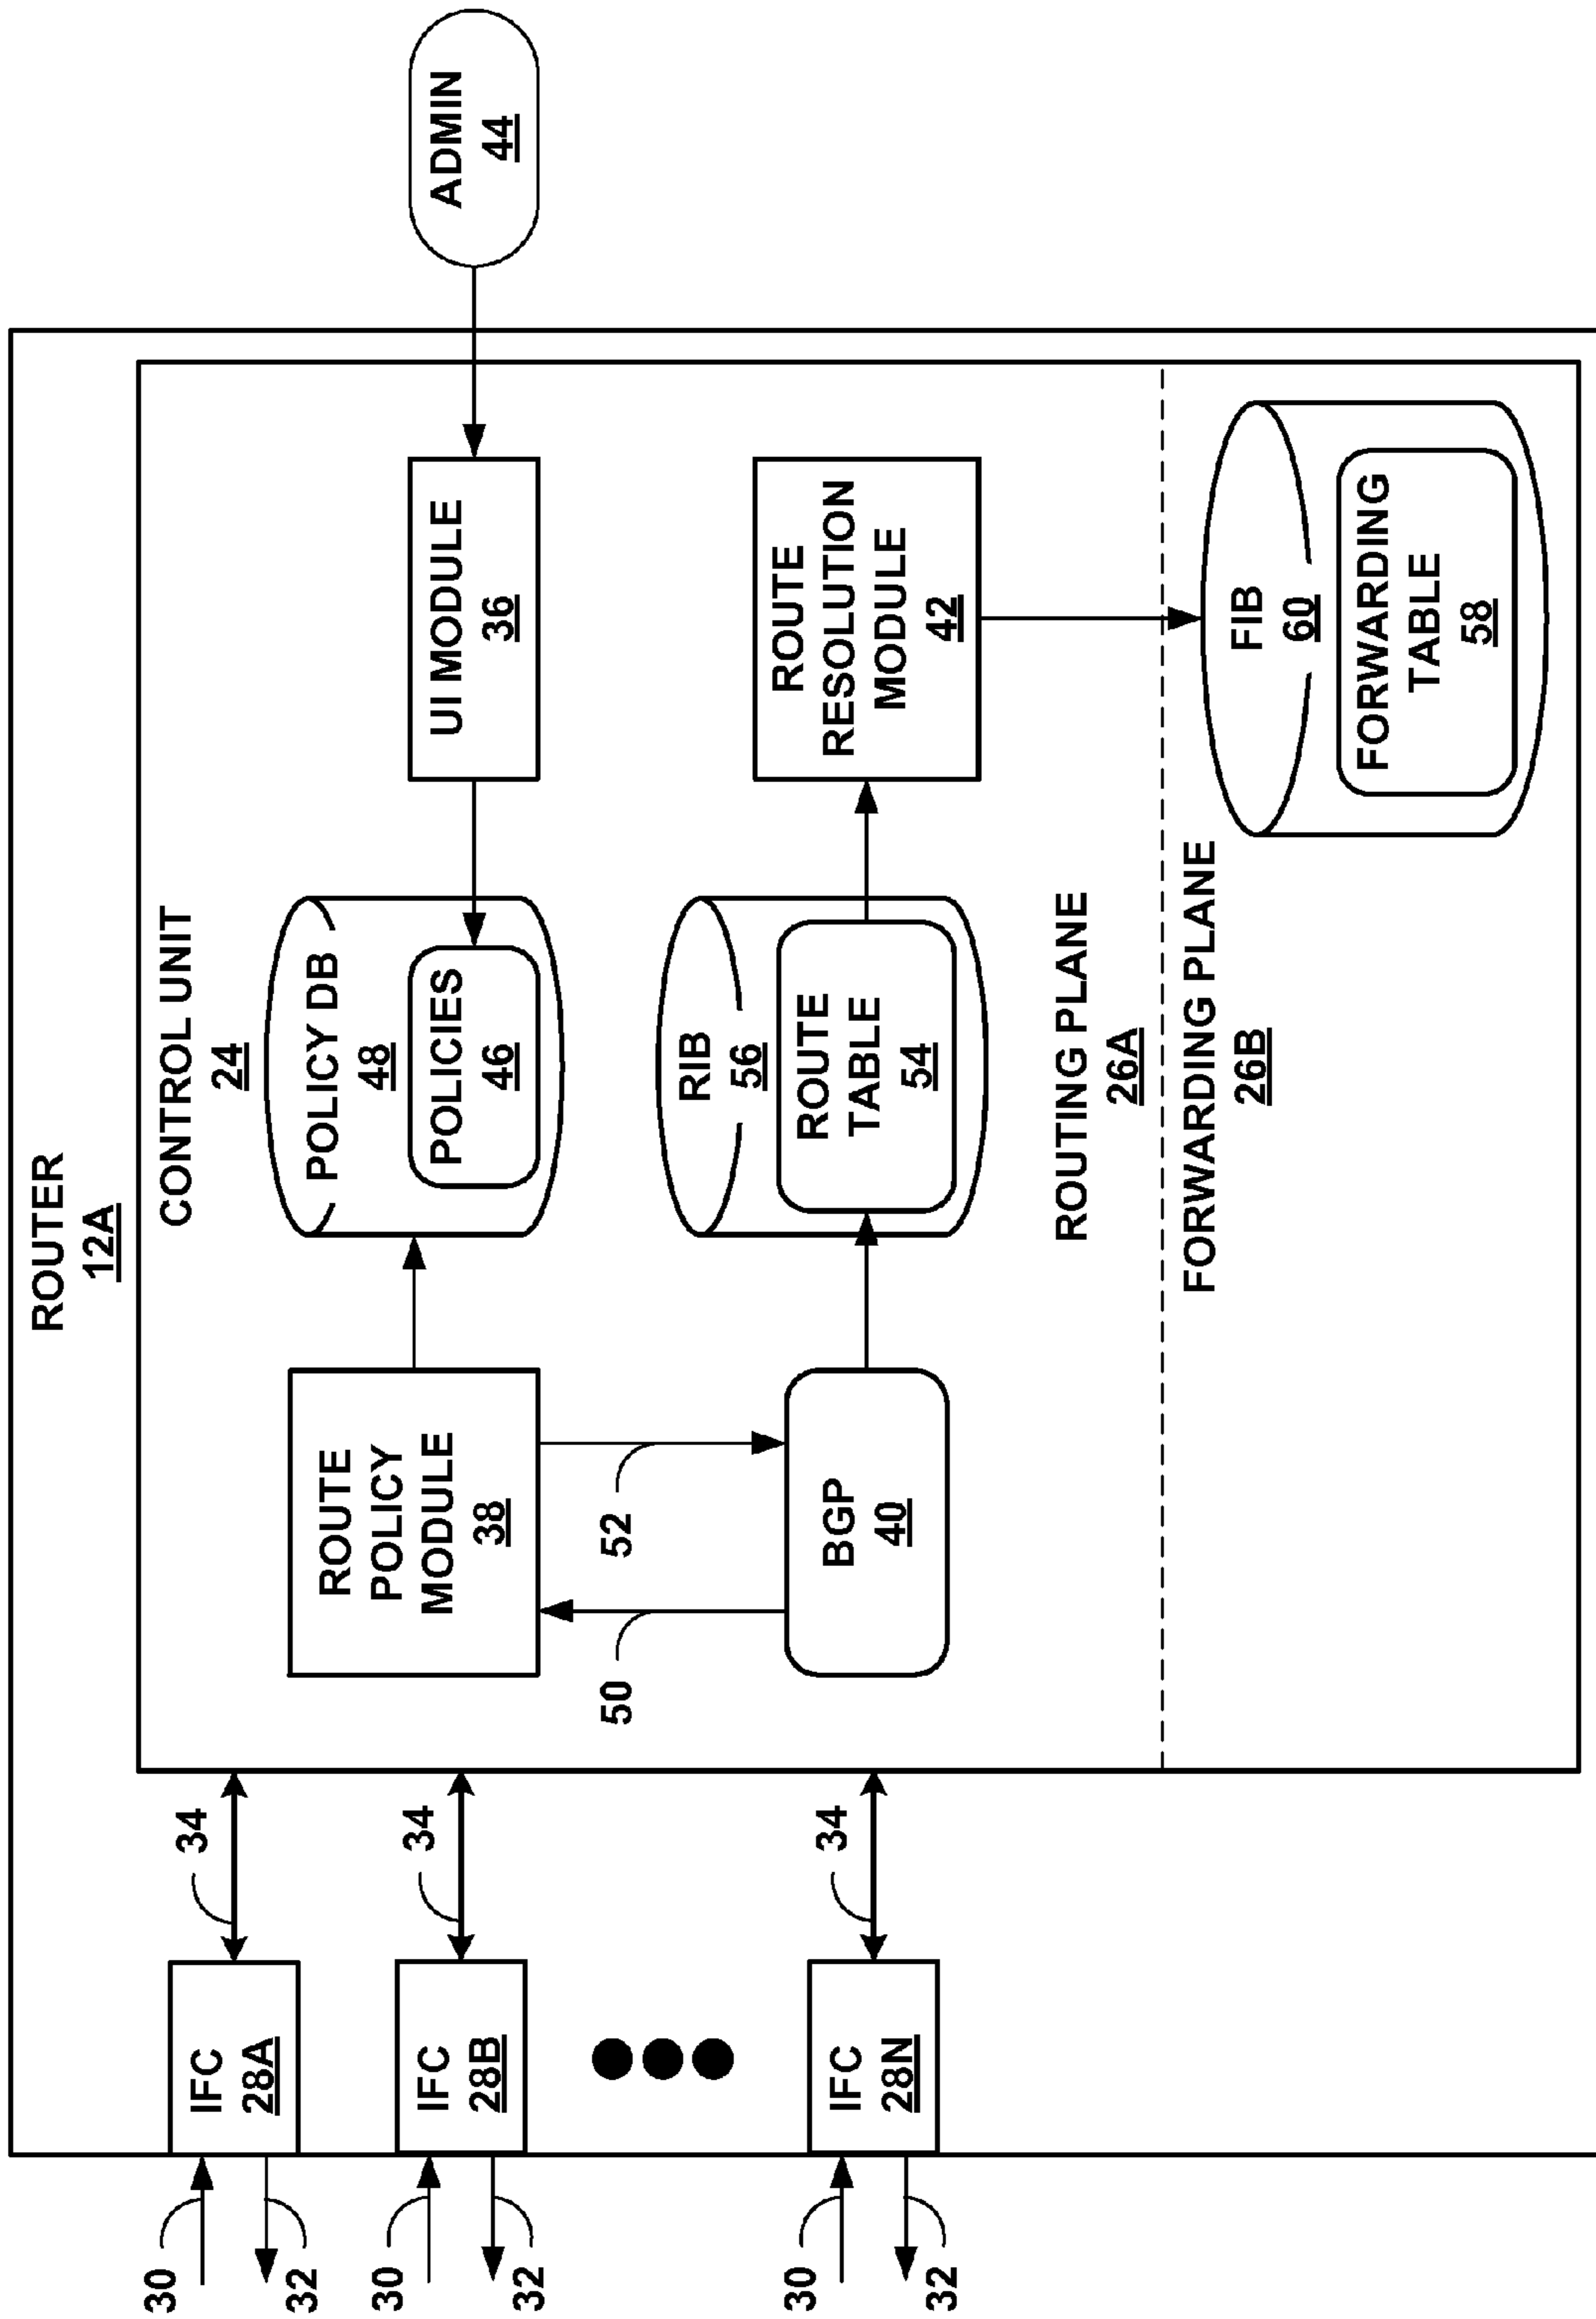 ROUTER
12A
CONTROL UNIT
24
30
32
IFC
28A
34
30
32
IFC
28B
34
30
32
IFC
28N
34
ROUTE
POLICY
MODULE
38
POLICY DB
48
POLICIES
46
UI MODULE
36
ADMIN
44
50
52
BGP
40
RIB
56
ROUTE
TABLE
54
ROUTE
RESOLUTION
MODULE
42
ROUTING PLANE
26A
FORWARDING PLANE
26B
FIB
60
FORWARDING
TABLE
58